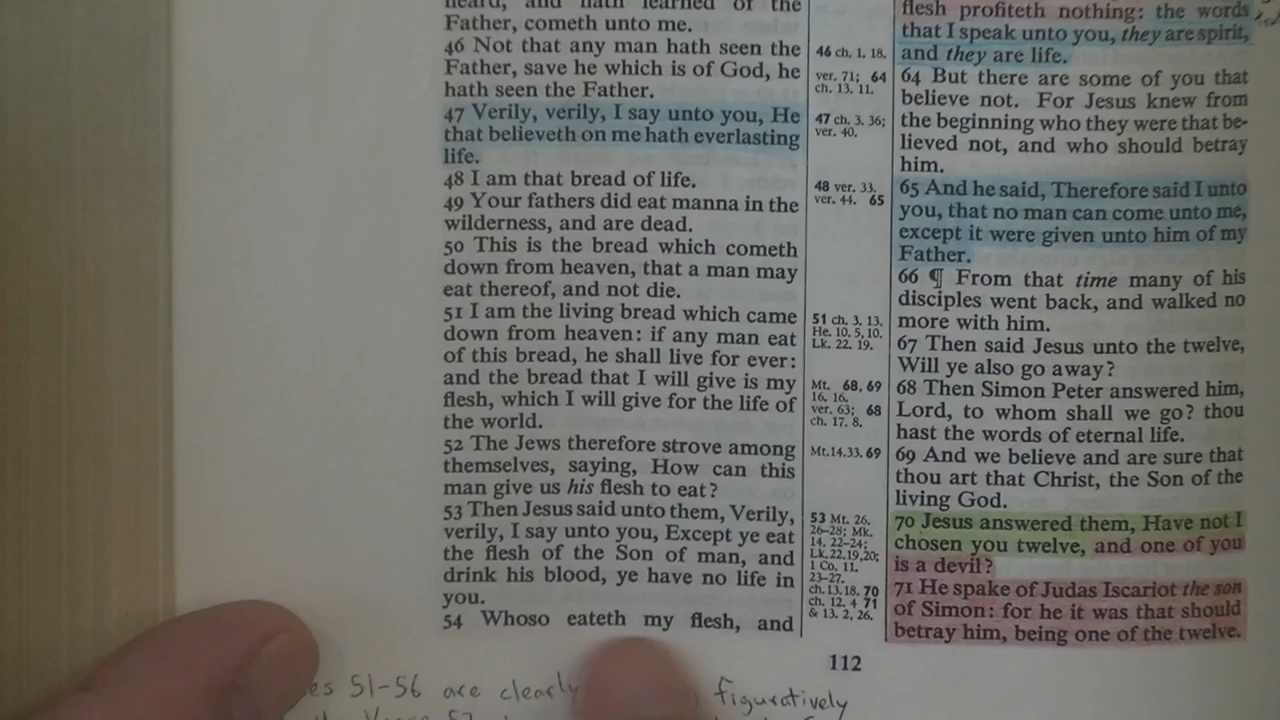 heard, and hath learned of the
Father, cometh unto me.
46 Not that any man hath seen the
Father, save he which is of God, he
hath seen the Father.
47 Verily, verily, I say unto you, He
that believeth on me hath everlasting
life.
48 I am that bread of life.
49 Your fathers did eat manna in the
wilderness, and are dead.
50 This is the bread which cometh
down from heaven, that a man may
eat thereof, and not die.
51 I am the living bread which came
down from heaven: if any man eat
of this bread, he shall live for ever:
and the bread that I will give is my
flesh, which I will give for the life of
the world.
52 The Jews therefore strove among
themselves, saying, How can this
man give us his flesh to eat?
53 Then Jesus said unto them, Verily,
verily, I say unto you, Except ye eat
the flesh of the Son of man, and
drink his blood, ye have no life in
you.
54 Whoso eateth my flesh, and
46 ch. 1. 18.
ver. 71; 64
ch. 13. 11.
47 ch. 3. 36;
ver. 40.
48 ver. 33.
ver. 44. 65
51 ch. 3. 13.
He. 10. 5, 10.
Lk. 22. 19.
Mt. 68, 69
16. 16.
ver. 63; 68
ch. 17. 8.
Mt. 14. 33. 69
53 Mt. 26.
26-28; Mk.
14. 22-24;
Lk. 22. 19, 20;
1 Co. 11.
23-27.
ch. 13. 18. 70
ch. 12. 4 71
& 13. 2, 26.
flesh profiteth nothing: the words
that I speak unto you, they are spirit,
and they are life.
64 But there are some of you that
believe not. For Jesus knew from
the beginning who they were that be-
lieved not, and who should betray
him.
65 And he said, Therefore said I unto
you, that no man can come unto me,
except it were given unto him of my
Father.
66 ¶ From that time many of his
disciples went back, and walked no
more with him.
67 Then said Jesus unto the twelve,
Will ye also go away?
68 Then Simon Peter answered him,
Lord, to whom shall we go? thou
hast the words of eternal life.
69 And we believe and are sure that
thou art that Christ, the Son of the
living God.
70 Jesus answered them, Have not I
chosen you twelve, and one of you
is a devil?
71 He spake of Judas Iscariot the son
of Simon: for he it was that should
betray him, being one of the twelve.
112
51-56 are clearly figuratively